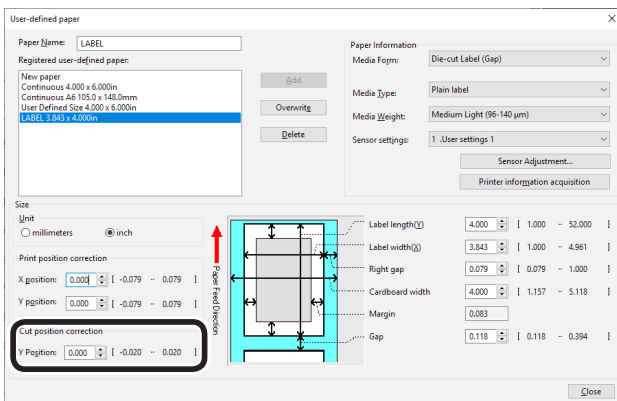 User-defined paper
Paper Name: LABEL
Registered user-defined paper:
New paper
Continuous 4.000 x 6.000in
Continuous A6 105.0 x 148.0mm
User Defined Size 4.000 x 6.000in
LABEL 3.843 x 4.000in
Add
Overwrite
Delete
Paper Information
Media Form: Die-cut Label (Gap)
Media Type: Plain label
Media Weight: Medium Light (96-140 μm)
Sensor settings: 1 .User settings 1
Sensor Adjustment...
Printer information acquisition
Size
Unit
millimeters inch
Print position correction
X position: 0.000 [ -0.079 -- 0.079 ]
Y position: 0.000 [ -0.079 -- 0.079 ]
Cut position correction
Y Position: 0.000 [ -0.020 -- 0.020 ]
Paper Feed Direction
Label length(Y) 4.000 [ 1.000 -- 52.000 ]
Label width(X) 3.843 [ 1.000 -- 4.961 ]
Right gap 0.079 [ 0.079 -- 1.000 ]
Cardboard width 4.000 [ 1.157 -- 5.118 ]
Margin 0.083
Gap 0.118 [ 0.118 -- 0.394 ]
Close